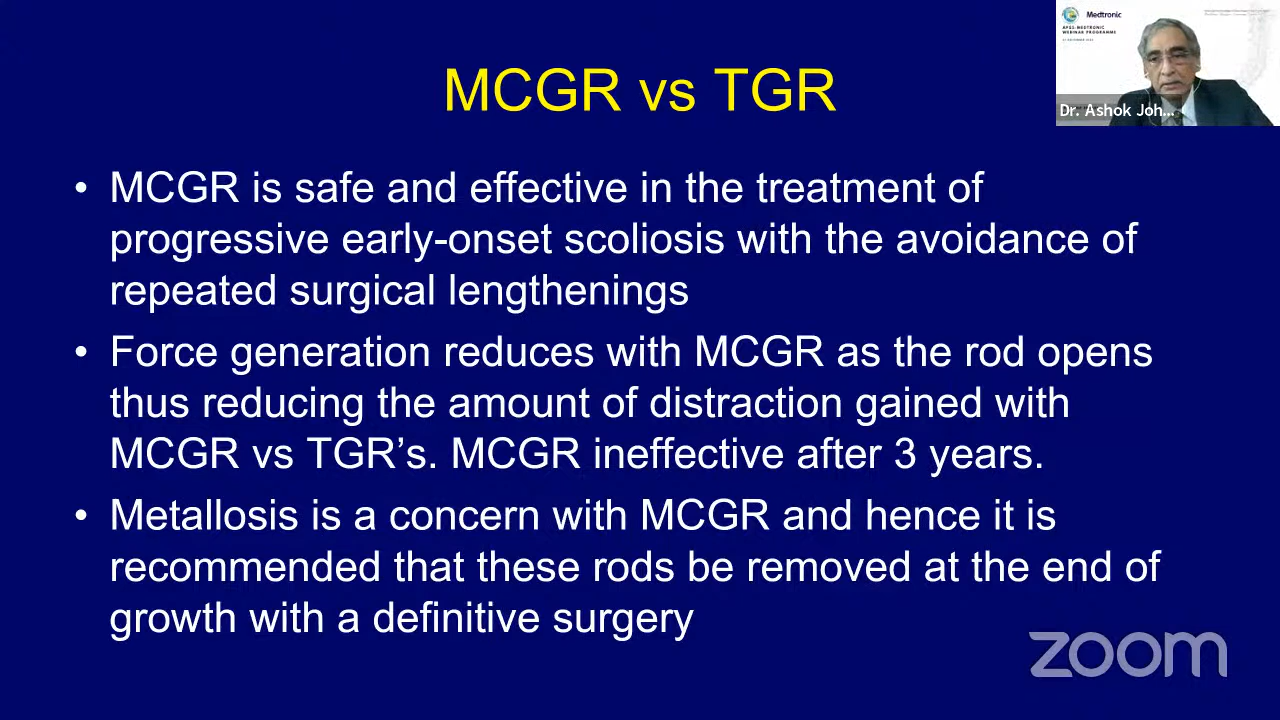 MCGR vs TGR
• MCGR is safe and effective in the treatment of
progressive early-onset scoliosis with the avoidance of
repeated surgical lengthenings
• Force generation reduces with MCGR as the rod opens
thus reducing the amount of distraction gained with
MCGR vs TGR’s. MCGR ineffective after 3 years.
• Metallosis is a concern with MCGR and hence it is
recommended that these rods be removed at the end of
growth with a definitive surgery
Medtronic
APSS-MEDTRONIC
WEBINAR PROGRAMME
Dr. Ashok Joh...
zoom